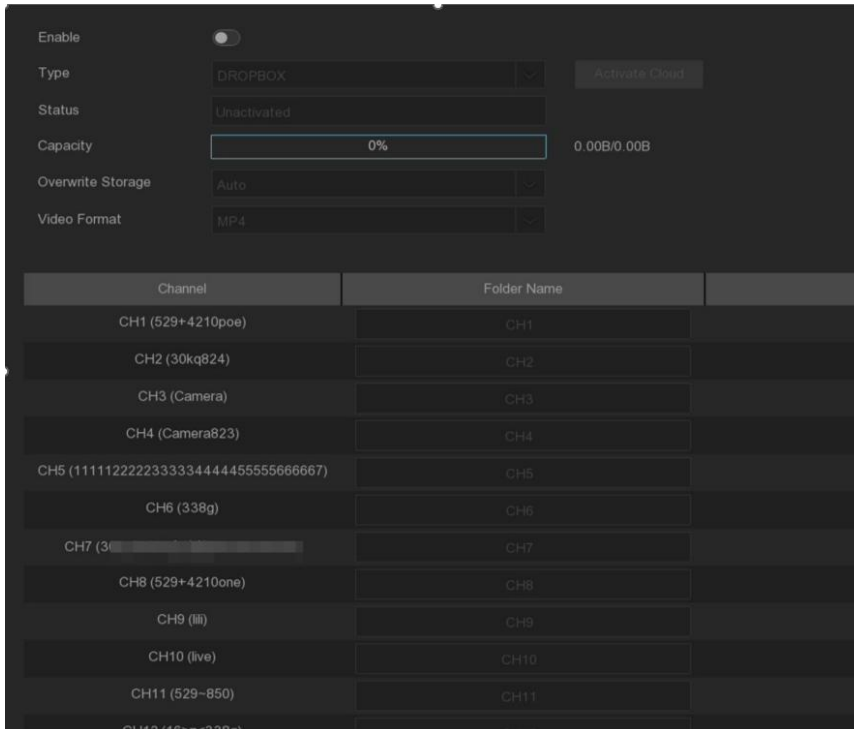 Enable
Type DROPBOX Activate Cloud
Status Unactivated
Capacity 0% 0.00B/0.00B
Overwrite Storage Auto
Video Format MP4
Channel Folder Name
CH1 (529+4210poe) CH1
CH2 (30kq824) CH2
CH3 (Camera) CH3
CH4 (Camera823) CH4
CH5 (1111122222333334444455555666667) CH5
CH6 (338g) CH6
CH7 CH7
CH8 (529+4210one) CH8
CH9 (lili) CH9
CH10 (live) CH10
CH11 (529~850) CH11